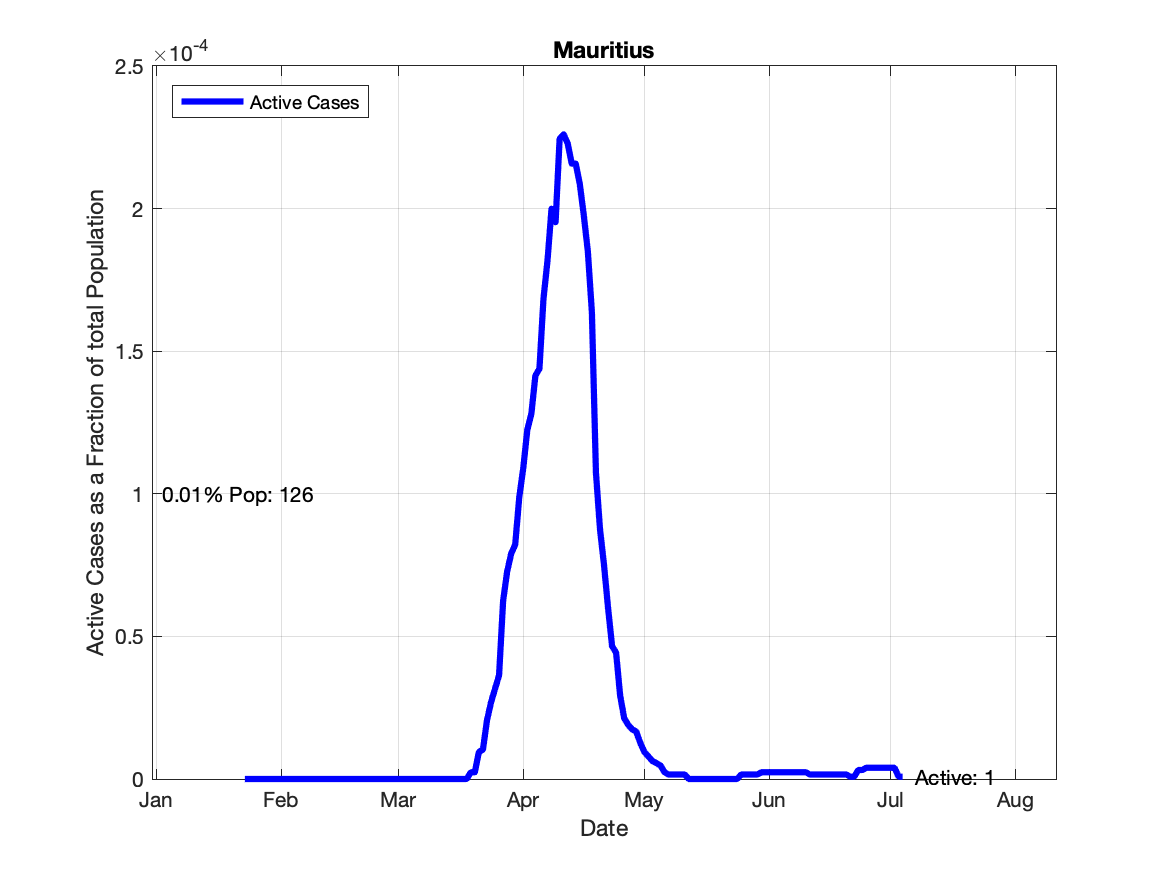 Mauritius
×10-4
2.5
2
1.5
1
0.5
0
Active Cases as a Fraction of total Population
Active Cases
0.01% Pop: 126
Active: 1
Jan Feb Mar Apr May Jun Jul Aug
Date